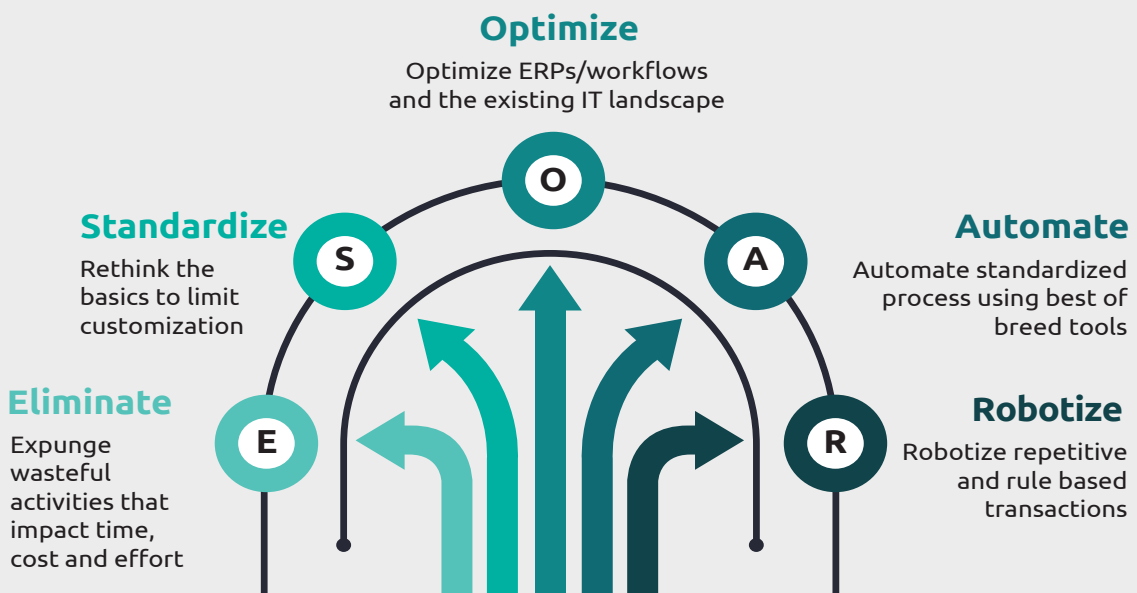 Optimize
Optimize ERPs/workflows
and the existing IT landscape
O
Standardize
Rethink the
basics to limit
customization
S
A
Automate
Automate standardized
process using best of
breed tools
Eliminate
Expunge
wasteful
activities that
impact time,
cost and effort
E
R
Robotize
Robotize repetitive
and rule based
transactions